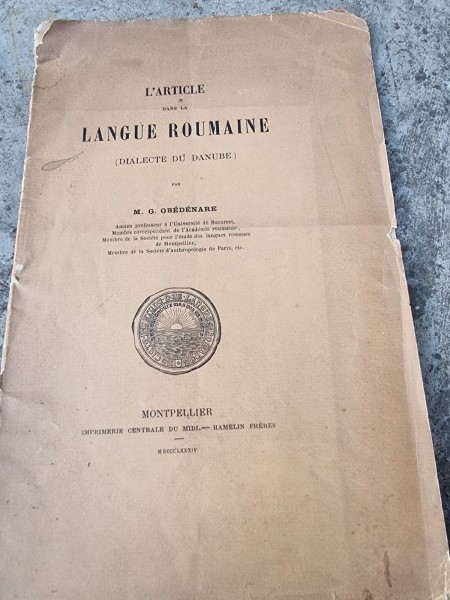 L'ARTICLE
DANS LA
LANGUE ROUMAINE
(DIALECTE DU DANUBE)
PAR
M. G. OBÉDÉNARE
Ancien professeur à l'Université de Bucarest,
Membre correspondant de l'Académie roumaine,
Membre de la Société pour l'étude des langues romanes
de Montpellier,
Membre de la Société d'anthropologie de Paris, etc.
MONTPELLIER
IMPRIMERIE CENTRALE DU MIDI. — HAMELIN FRÈRES
MDCCCLXXXIV